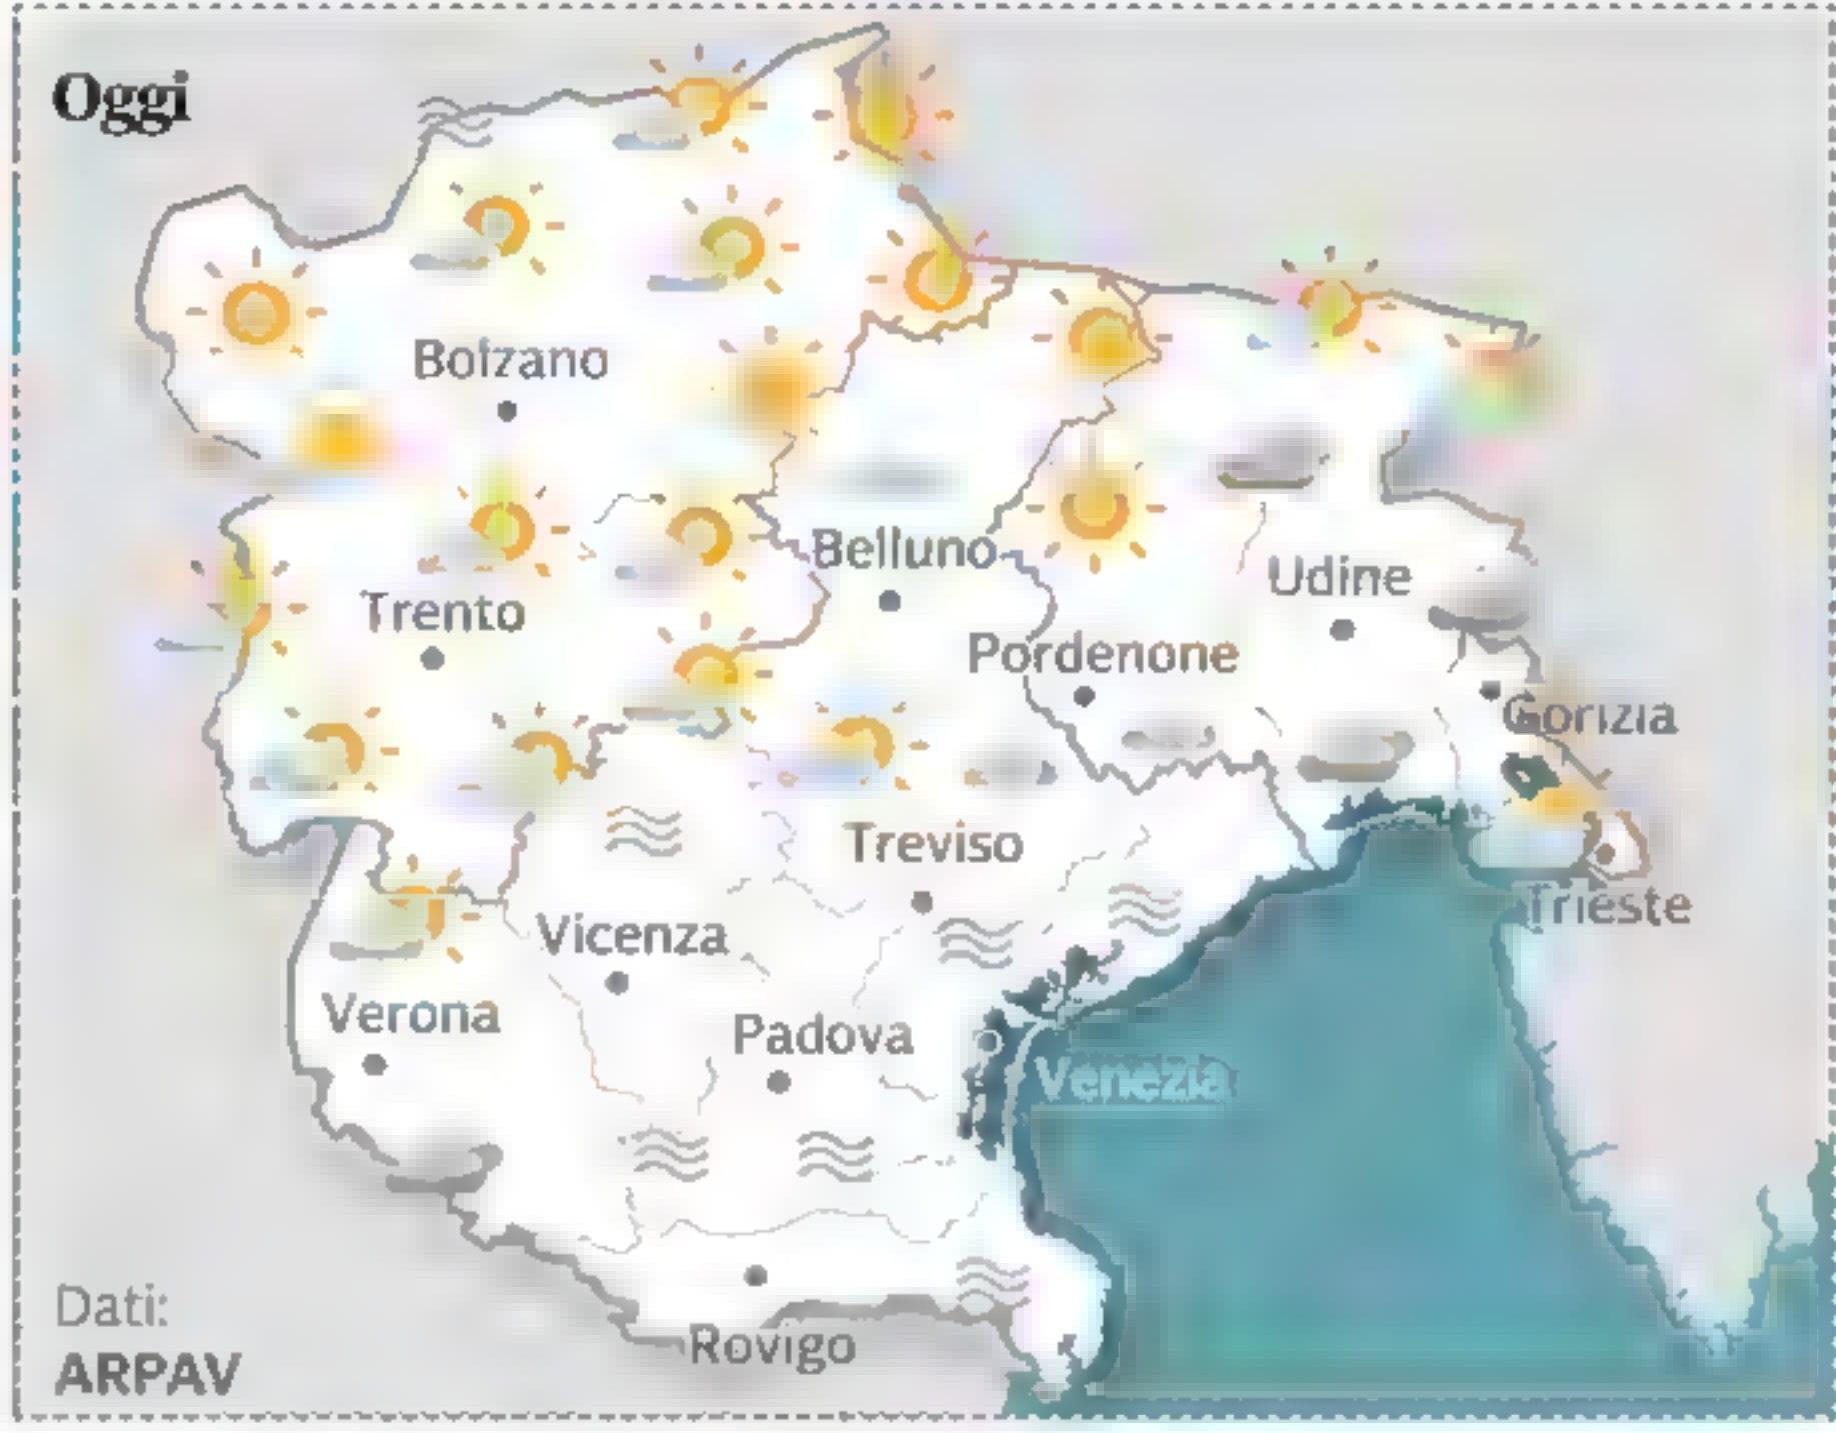 Oggi
Bolzano
Belluno
Udine
Trento
Pordenone
Gorizia
Treviso
Trieste
Vicenza
Verona
Padova
Venezia
Dati:
ARPAV
Rovigo